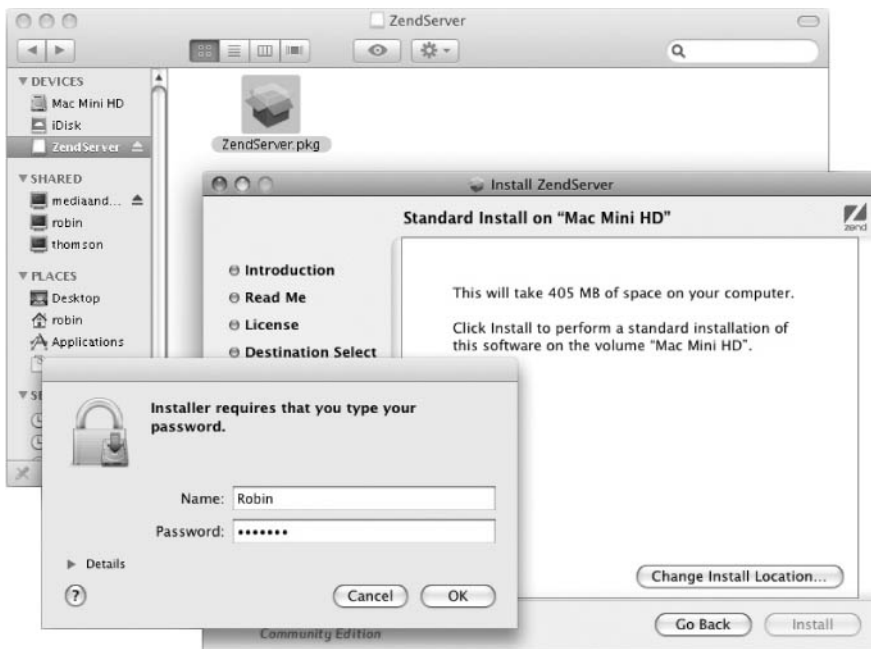 ZendServer
DEVICES
Mac Mini HD
iDisk
ZendServer
SHARED
mediaand...
robin
thomson
PLACES
Desktop
robin
Applications
SE
ZendServer.pkg
Install ZendServer
Standard Install on “Mac Mini HD”
zend
Introduction
Read Me
License
Destination Select
This will take 405 MB of space on your computer.
Click Install to perform a standard installation of
this software on the volume “Mac Mini HD”.
Change Install Location...
Go Back
Install
Community Edition
Installer requires that you type your
password.
Name: Robin
Password: •••••••
Details
?
Cancel
OK